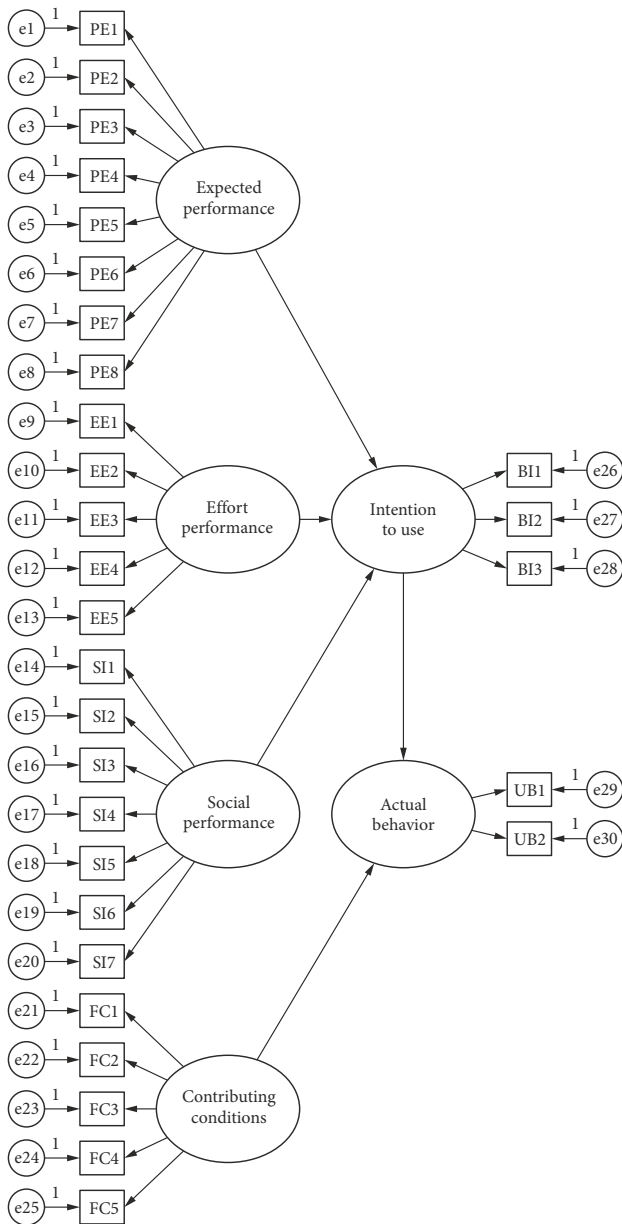 e1 1 PE1
e2 1 PE2
e3 1 PE3
e4 1 PE4
e5 1 PE5
e6 1 PE6
e7 1 PE7
e8 1 PE8
Expected
performance
e9 1 EE1
e10 1 EE2
e11 1 EE3
e12 1 EE4
e13 1 EE5
Effort
performance
Intention
to use
BI1 1 e26
BI2 1 e27
BI3 1 e28
e14 1 SI1
e15 1 SI2
e16 1 SI3
e17 1 SI4
e18 1 SI5
e19 1 SI6
e20 1 SI7
Social
performance
Actual
behavior
UB1 1 e29
UB2 1 e30
e21 1 FC1
e22 1 FC2
e23 1 FC3
e24 1 FC4
e25 1 FC5
Contributing
conditions